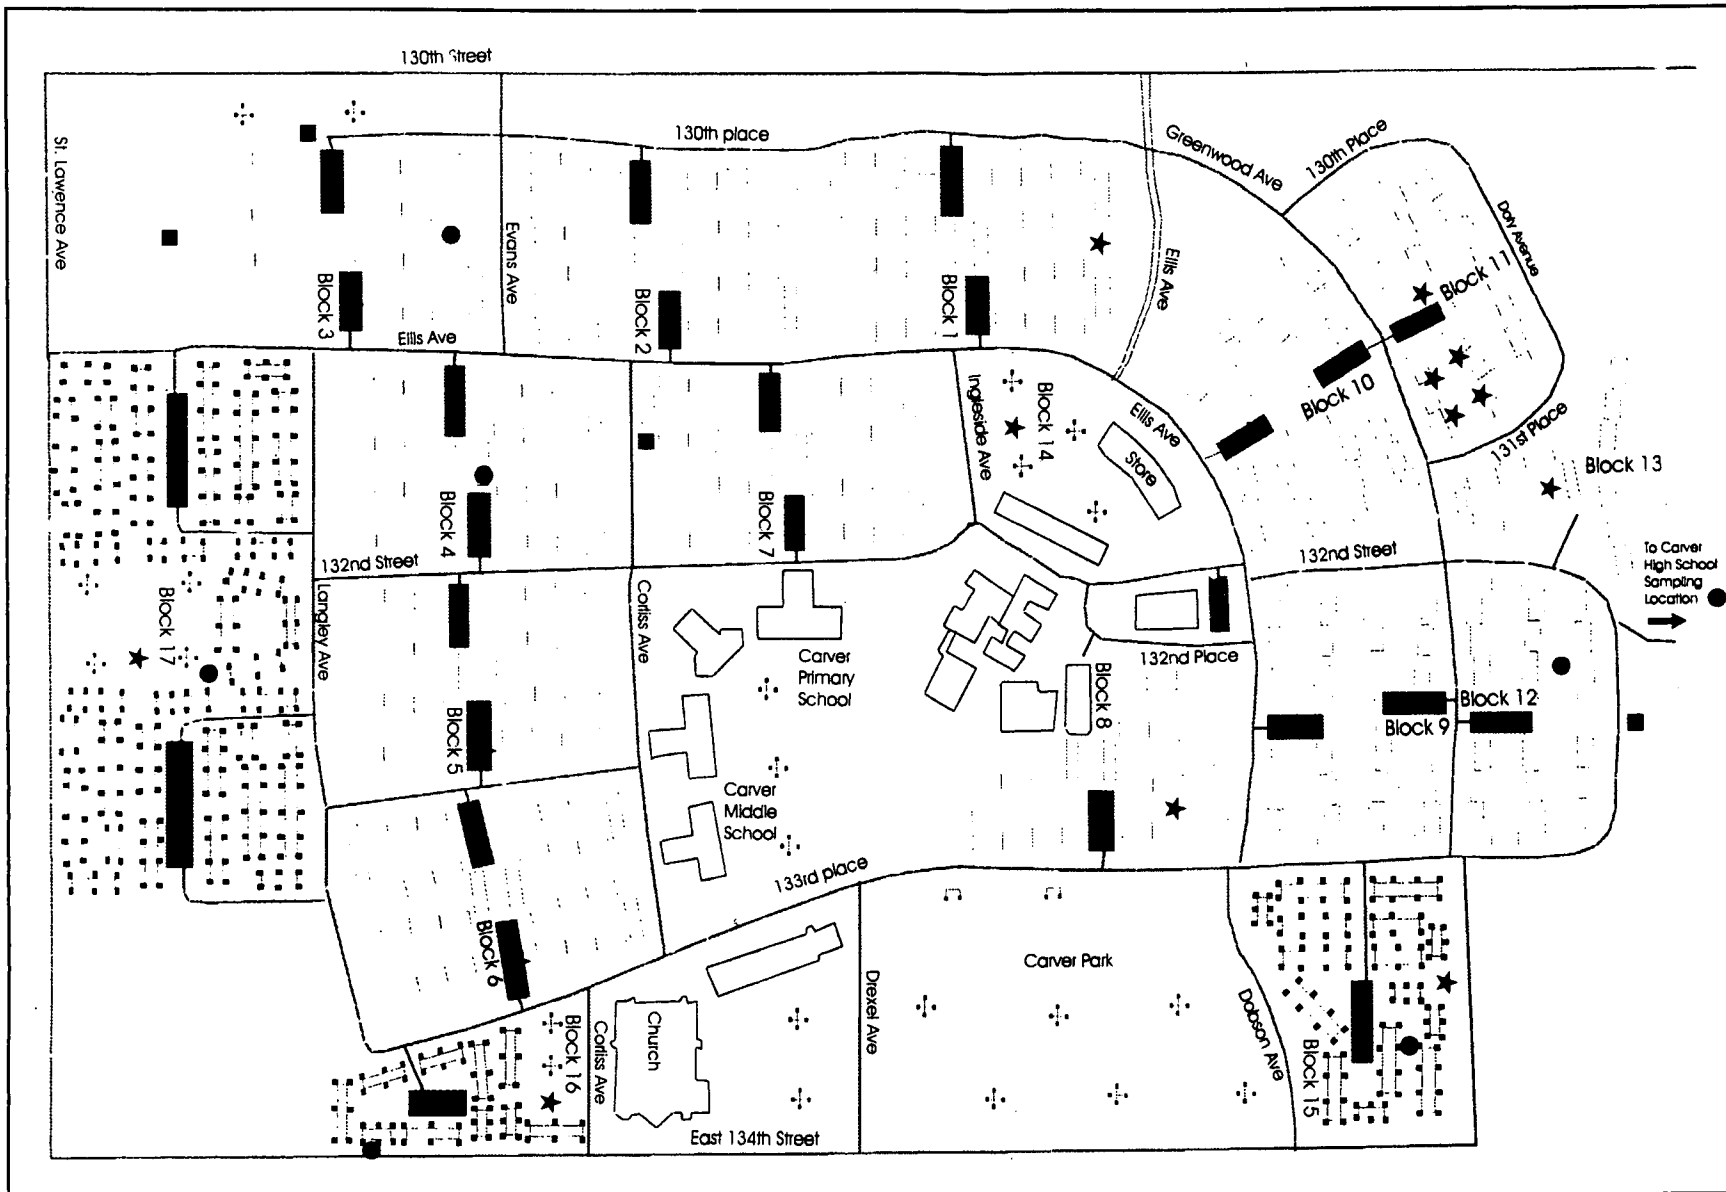 130th Street
130th place
Greenwood Ave
130th Place
St. Lawence Ave
Evans Ave
Ellis Ave
Doty Avenue
Block 11
Block 3
Block 2
Block 1
Ellis Ave
Block 10
Ingleside Ave
Block 14
Ellis Ave
Store
131st Place
Block 13
Block 4
Block 7
132nd Street
132nd Street
To Carver
High School
Sampling
Location
Block 17
Langley Ave
Corliss Ave
Carver
Primary
School
132nd Place
Block 8
Block 12
Block 9
Block 5
Carver
Middle
School
133rd place
Block 6
Carver Park
Drexel Ave
Dobson Ave
Block 15
Block 16
Corliss Ave
Church
East 134th Street